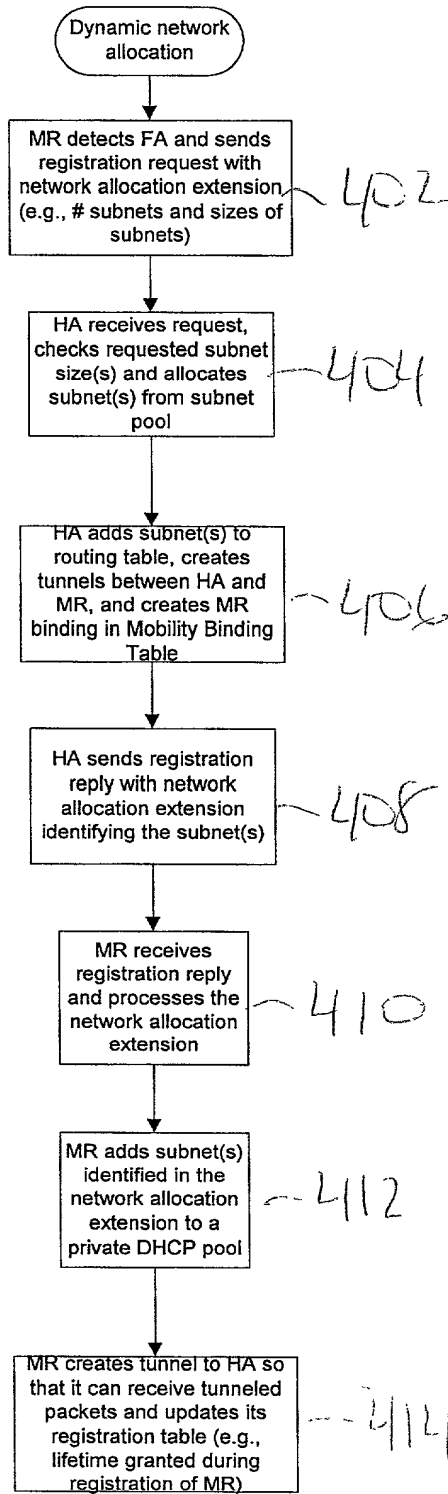 Dynamic network
allocation
MR detects FA and sends
registration request with
network allocation extension
(e.g., # subnets and sizes of
subnets)
402
HA receives request,
checks requested subnet
size(s) and allocates
subnet(s) from subnet
pool
404
HA adds subnet(s) to
routing table, creates
tunnels between HA and
MR, and creates MR
binding in Mobility Binding
Table
406
HA sends registration
reply with network
allocation extension
identifying the subnet(s)
408
MR receives
registration reply
and processes the
network allocation
extension
410
MR adds subnet(s)
identified in the
network allocation
extension to a
private DHCP pool
412
MR creates tunnel to HA so
that it can receive tunneled
packets and updates its
registration table (e.g.,
lifetime granted during
registration of MR)
414